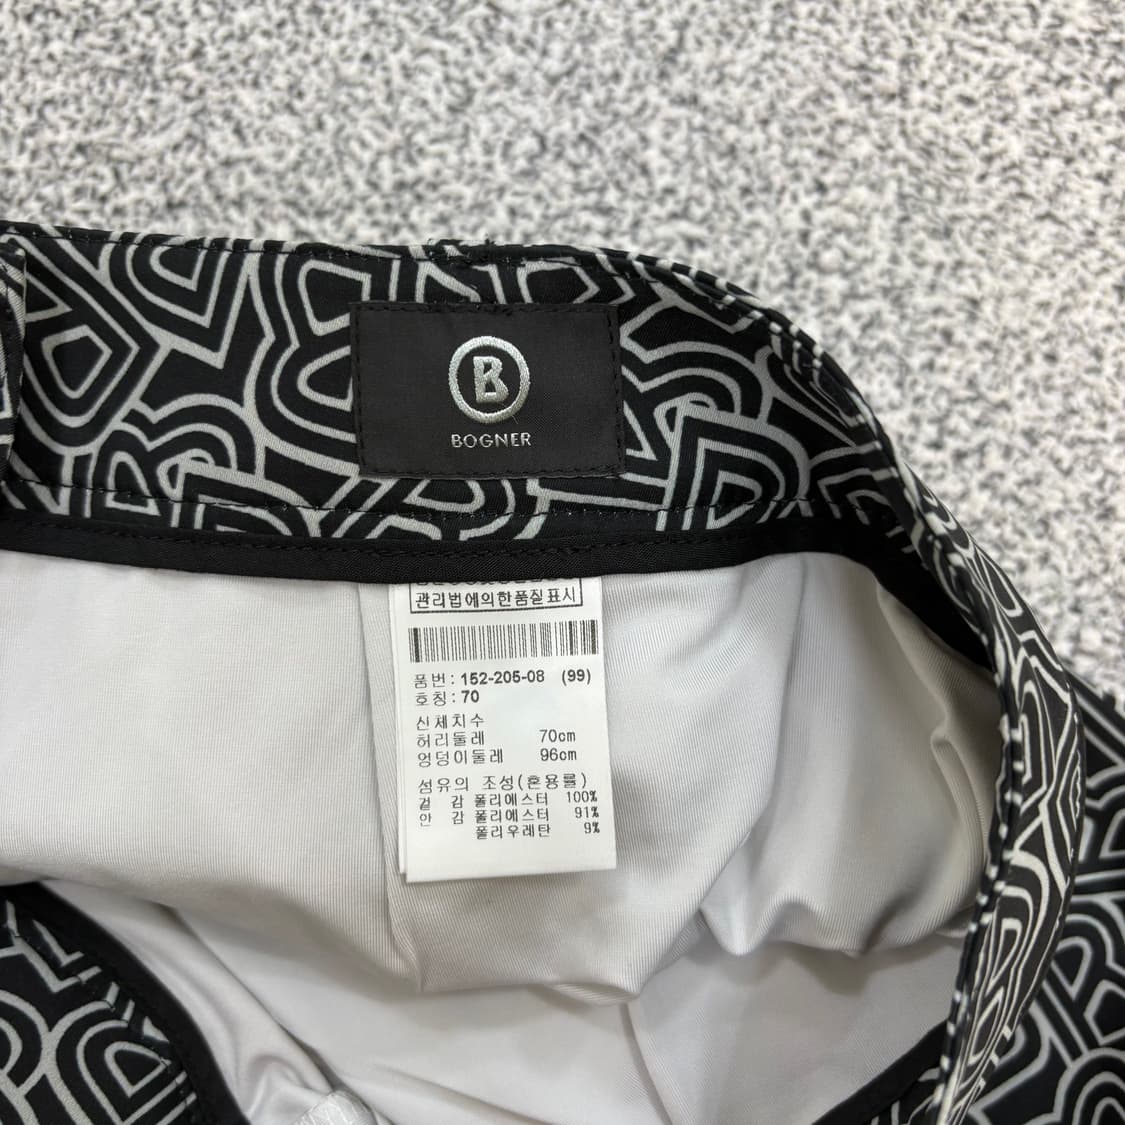 B
BOGNER
관리법에의한품질표시
품번: 152-205-08 (99)
호칭: 70
신체치수
허리둘레 70cm
엉덩이둘레 96cm
섬유의 조성(혼용률)
겉 감 폴리에스터 100%
안 감 폴리에스터 91%
폴리우레탄 9%